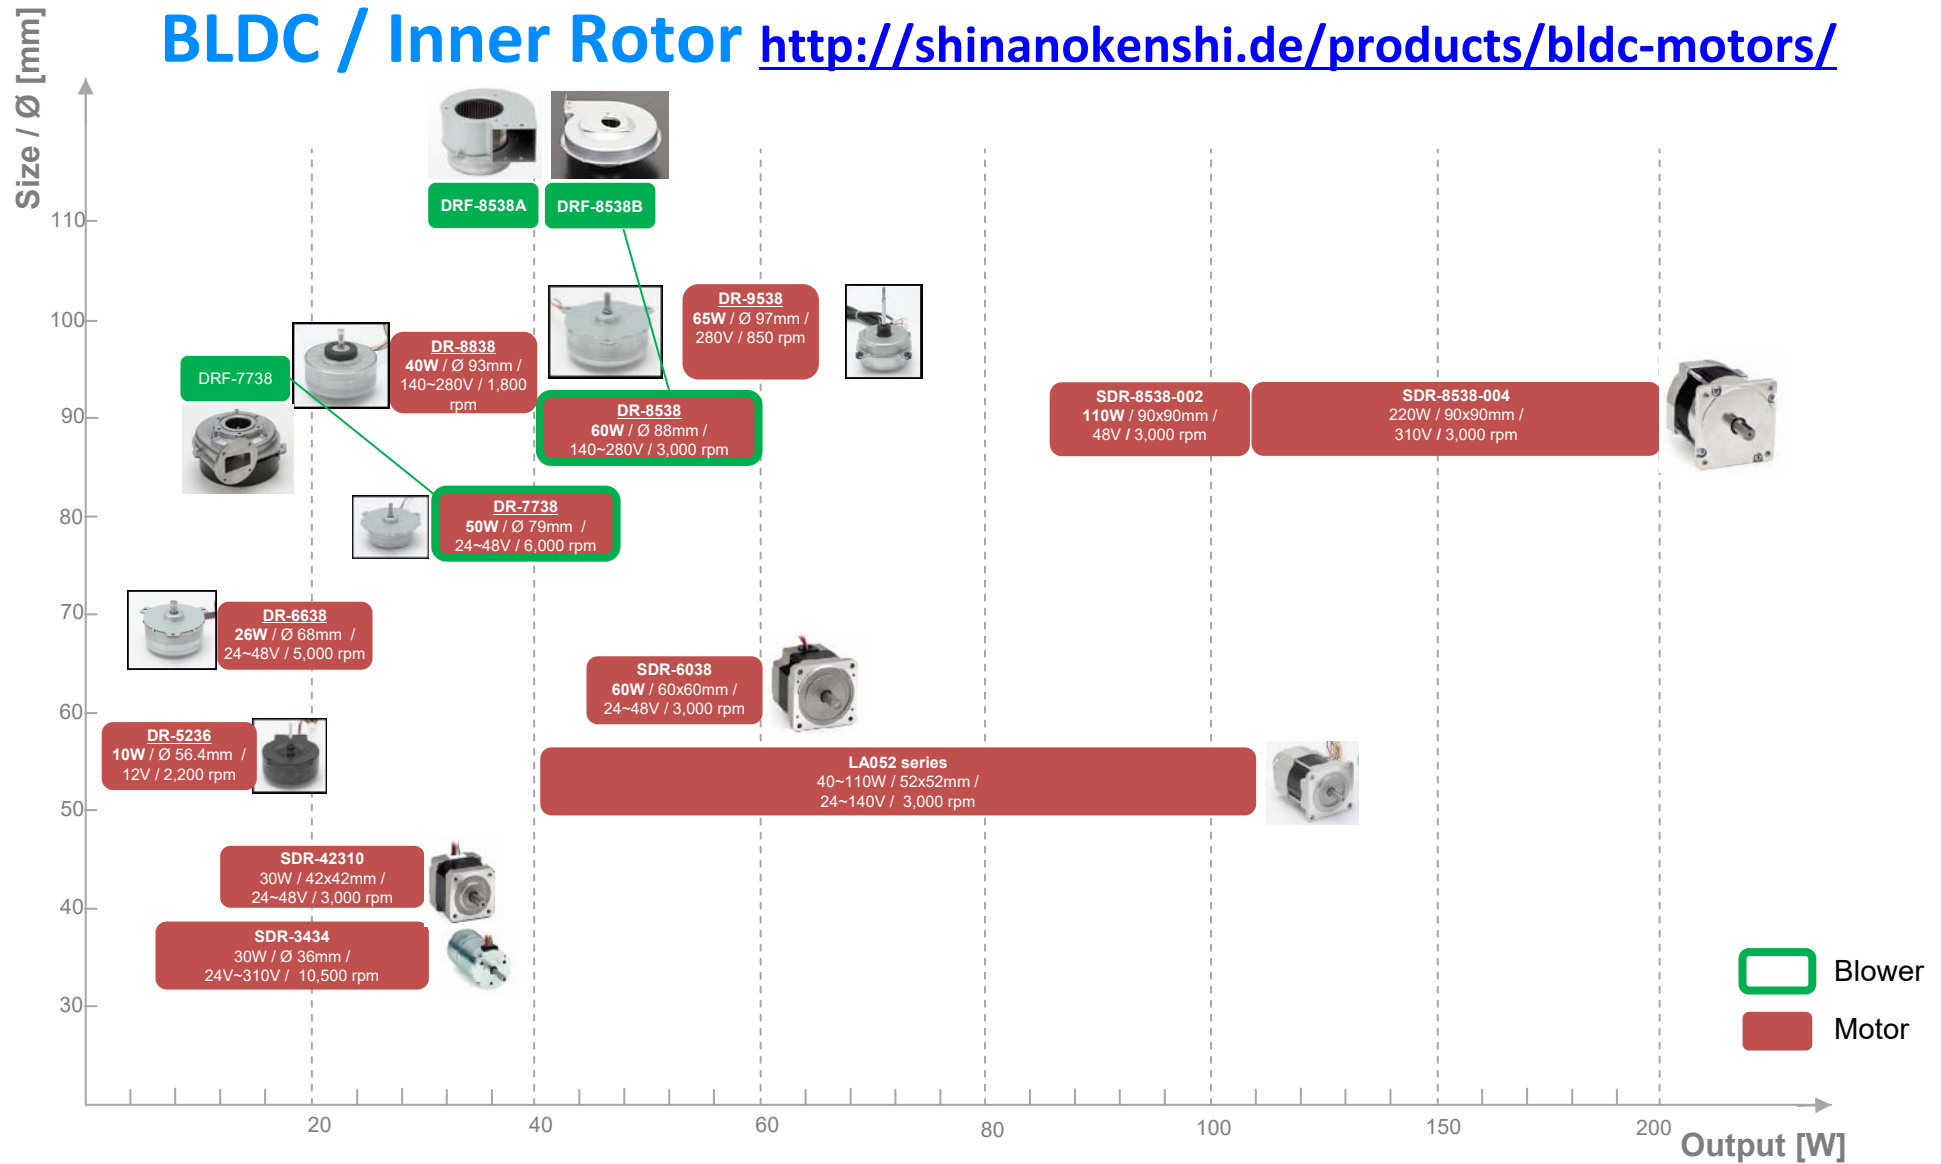 BLDC / Inner Rotor http://shinanokenshi.de/products/bldc-motors/
Size / Ø [mm]
DRF-8538A
DRF-8538B
110
100
90
80
70
60
50
40
30
DR-9538
65W / Ø 97mm /
280V / 850 rpm
DR-8838
40W / Ø 93mm /
140~280V / 1,800
rpm
DRF-7738
DR-8538
60W / Ø 88mm /
140~280V / 3,000 rpm
SDR-8538-002
110W / 90x90mm /
48V / 3,000 rpm
SDR-8538-004
220W / 90x90mm /
310V / 3,000 rpm
DR-7738
50W / Ø 79mm /
24~48V / 6,000 rpm
DR-6638
26W / Ø 68mm /
24~48V / 5,000 rpm
SDR-6038
60W / 60x60mm /
24~48V / 3,000 rpm
DR-5236
10W / Ø 56.4mm /
12V / 2,200 rpm
LA052 series
40~110W / 52x52mm /
24~140V / 3,000 rpm
SDR-42310
30W / 42x42mm /
24~48V / 3,000 rpm
SDR-3434
30W / Ø 36mm /
24V~310V / 10,500 rpm
Blower
Motor
20
40
60
80
100
150
200
Output [W]